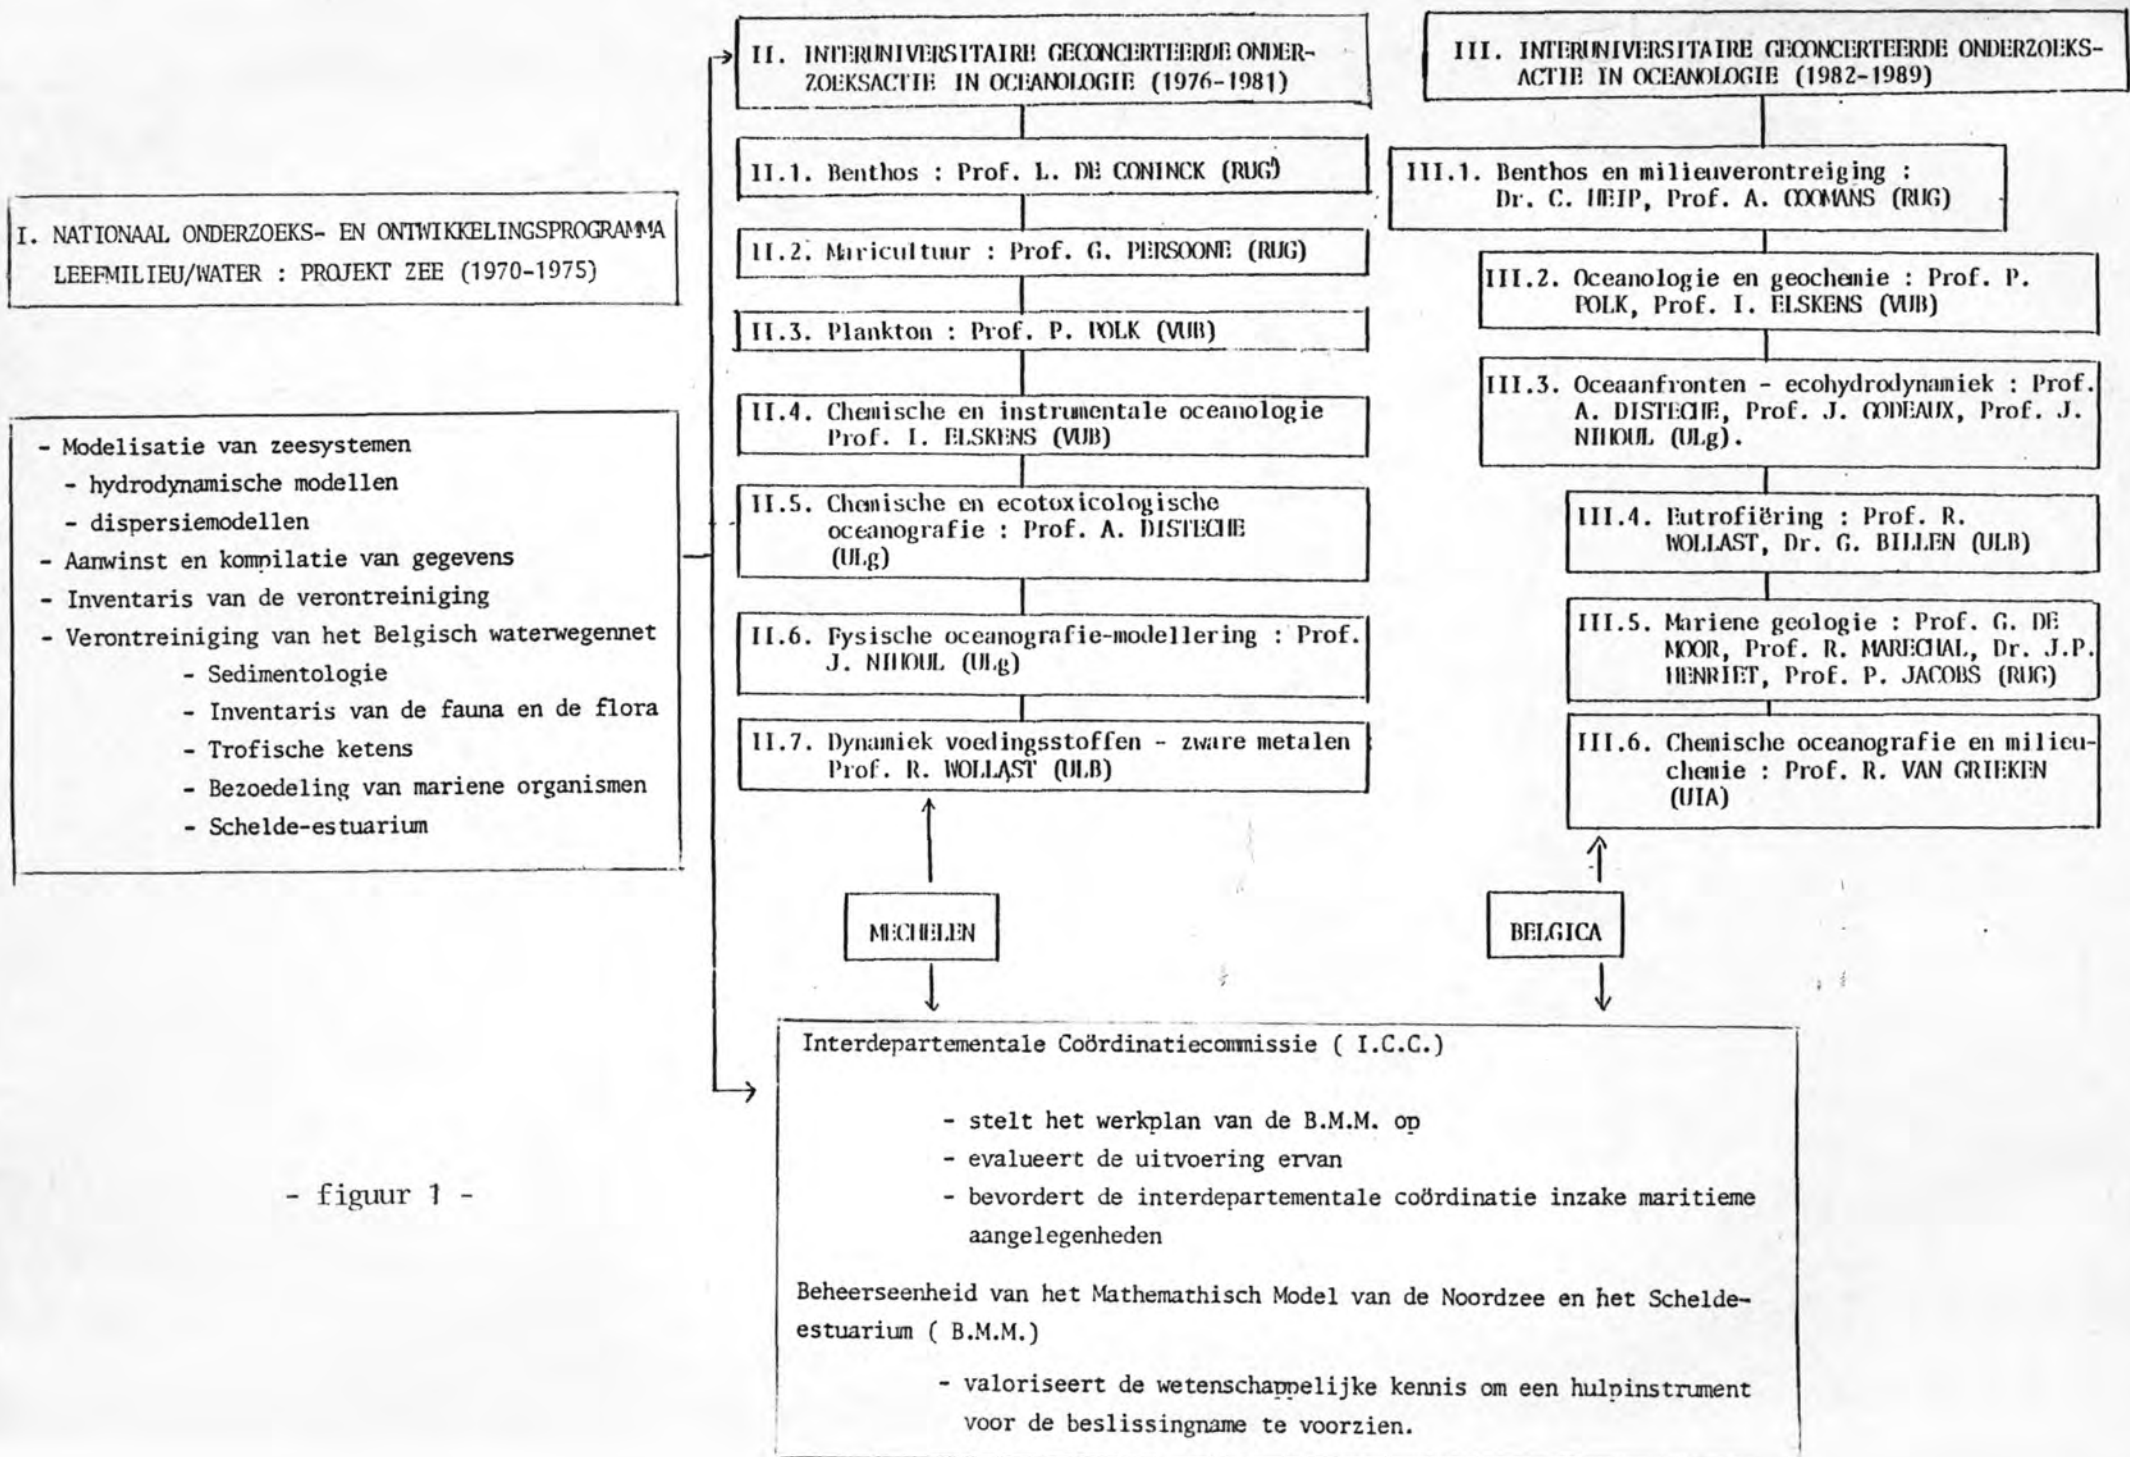 I. NATIONAAL ONDERZOEKS- EN ONTWIKKELINGSPROGRAMMA
LEEFMILIEU/WATER : PROJEKT ZEE (1970-1975)
- Modelisatie van zeesystemen
- hydrodynamische modellen
- dispersiemodellen
- Aanwinst en kompilatie van gegevens
- Inventaris van de verontreiniging
- Verontreiniging van het Belgisch waterwegennet
- Sedimentologie
- Inventaris van de fauna en de flora
- Trofische ketens
- Bezoedeling van mariene organismen
- Schelde-estuarium
II. INTERUNIVERSITAIRE GECONCERTEERDE ONDER-
ZOEKSACTIE IN OCEANOLOGIE (1976-1981)
II.1. Benthos : Prof. L. DE CONINCK (RUG)
II.2. Maricultuur : Prof. G. PERSOONE (RUG)
II.3. Plankton : Prof. P. POLK (VUB)
II.4. Chemische en instrumentale oceanologie
Prof. I. ELSKENS (VUB)
II.5. Chemische en ecotoxicologische
oceanografie : Prof. A. DISTECHE
(ULg)
II.6. Fysische oceanografie-modellering : Prof.
J. NIHOUL (ULg)
II.7. Dynamiek voedingsstoffen - zware metalen
Prof. R. WOLLAST (ULB)
MECHELEN
III. INTERUNIVERSITAIRE GECONCERTEERDE ONDERZOEKS-
ACTIE IN OCEANOLOGIE (1982-1989)
III.1. Benthos en milieuverontreiging :
Dr. C. HEIP, Prof. A. COOMANS (RUG)
III.2. Oceanologie en geochemie : Prof. P.
POLK, Prof. I. ELSKENS (VUB)
III.3. Oceaanfronten - ecohydrodynamiek : Prof.
A. DISTECHE, Prof. J. GODEAUX, Prof. J.
NIHOUL (ULg).
III.4. Eutrofiëring : Prof. R.
WOLLAST, Dr. G. BILLEN (ULB)
III.5. Mariene geologie : Prof. G. DE
MOOR, Prof. R. MARECHAL, Dr. J.P.
HENRIET, Prof. P. JACOBS (RUG)
III.6. Chemische oceanografie en milieu-
chemie : Prof. R. VAN GRIEKEN
(UIA)
BELGICA
Interdepartementale Coördinatiecommissie ( I.C.C.)
- stelt het werkplan van de B.M.M. op
- evalueert de uitvoering ervan
- bevordert de interdepartementale coördinatie inzake maritieme
aangelegenheden
Beheerseenheid van het Mathemathisch Model van de Noordzee en het Schelde-
estuarium ( B.M.M.)
- valoriseert de wetenschappelijke kennis om een hulpinstrument
voor de beslissingname te voorzien.
- figuur 1 -